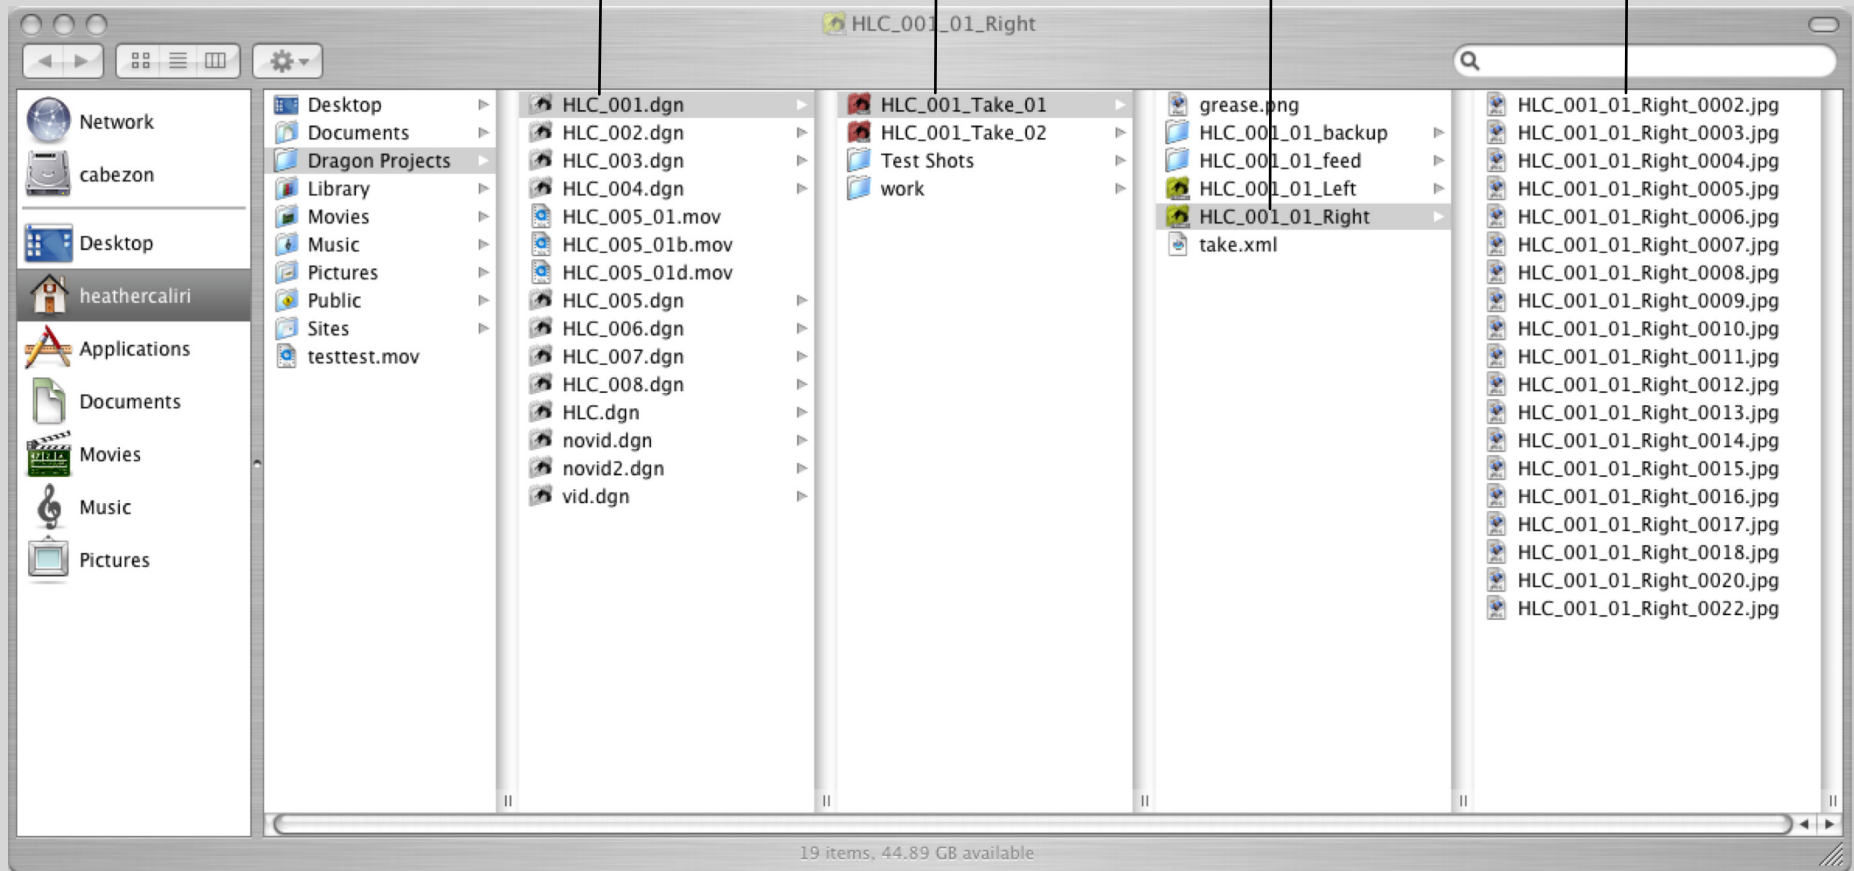 HLC_001_01_Right
Network
cabezon
Desktop
heathercaliri
Applications
Documents
Movies
Music
Pictures
Desktop
Documents
Dragon Projects
Library
Movies
Music
Pictures
Public
Sites
testtest.mov
HLC_001.dgn
HLC_002.dgn
HLC_003.dgn
HLC_004.dgn
HLC_005_01.mov
HLC_005_01b.mov
HLC_005_01d.mov
HLC_005.dgn
HLC_006.dgn
HLC_007.dgn
HLC_008.dgn
HLC.dgn
novid.dgn
novid2.dgn
vid.dgn
HLC_001_Take_01
HLC_001_Take_02
Test Shots
work
grease.png
HLC_001_01_backup
HLC_001_01_feed
HLC_001_01_Left
HLC_001_01_Right
take.xml
HLC_001_01_Right_0002.jpg
HLC_001_01_Right_0003.jpg
HLC_001_01_Right_0004.jpg
HLC_001_01_Right_0005.jpg
HLC_001_01_Right_0006.jpg
HLC_001_01_Right_0007.jpg
HLC_001_01_Right_0008.jpg
HLC_001_01_Right_0009.jpg
HLC_001_01_Right_0010.jpg
HLC_001_01_Right_0011.jpg
HLC_001_01_Right_0012.jpg
HLC_001_01_Right_0013.jpg
HLC_001_01_Right_0014.jpg
HLC_001_01_Right_0015.jpg
HLC_001_01_Right_0016.jpg
HLC_001_01_Right_0017.jpg
HLC_001_01_Right_0018.jpg
HLC_001_01_Right_0020.jpg
HLC_001_01_Right_0022.jpg
19 items, 44.89 GB available